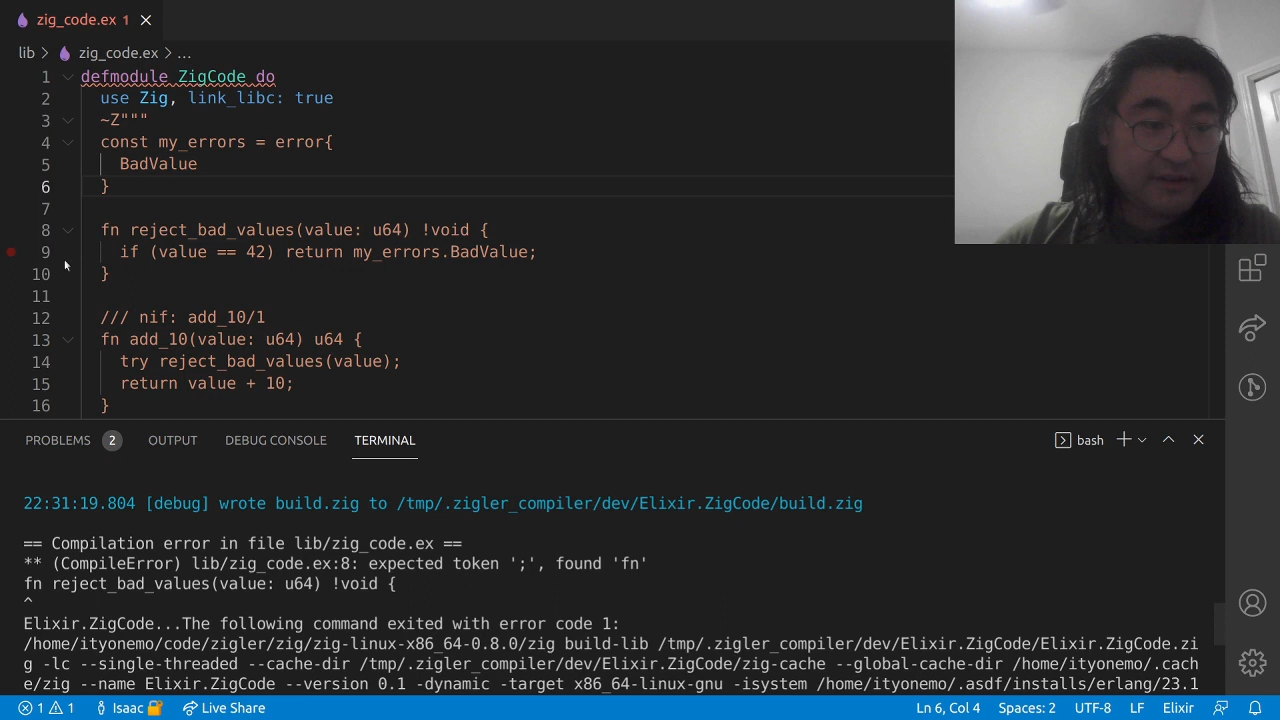 zig_code.ex 1
lib > zig_code.ex > ...
1 defmodule ZigCode do
2 use Zig, link_libc: true
3 ~Z"""
4 const my_errors = error{
5 BadValue
6 }
7
8 fn reject_bad_values(value: u64) !void {
9 if (value == 42) return my_errors.BadValue;
10 }
11
12 /// nif: add_10/1
13 fn add_10(value: u64) u64 {
14 try reject_bad_values(value);
15 return value + 10;
16 }
PROBLEMS 2 OUTPUT DEBUG CONSOLE TERMINAL bash
22:31:19.804 [debug] wrote build.zig to /tmp/.zigler_compiler/dev/Elixir.ZigCode/build.zig
== Compilation error in file lib/zig_code.ex ==
** (CompileError) lib/zig_code.ex:8: expected token ';', found 'fn'
fn reject_bad_values(value: u64) !void {
^
Elixir.ZigCode...The following command exited with error code 1:
/home/ityonemo/code/zigler/zig/zig-linux-x86_64-0.8.0/zig build-lib /tmp/.zigler_compiler/dev/Elixir.ZigCode/Elixir.ZigCode.zi
g -lc --single-threaded --cache-dir /tmp/.zigler_compiler/dev/Elixir.ZigCode/zig-cache --global-cache-dir /home/ityonemo/.cach
e/zig --name Elixir.ZigCode --version 0.1 -dynamic -target x86_64-linux-gnu -isystem /home/ityonemo/.asdf/installs/erlang/23.1
1 1 Isaac Live Share Ln 6, Col 4 Spaces: 2 UTF-8 LF Elixir